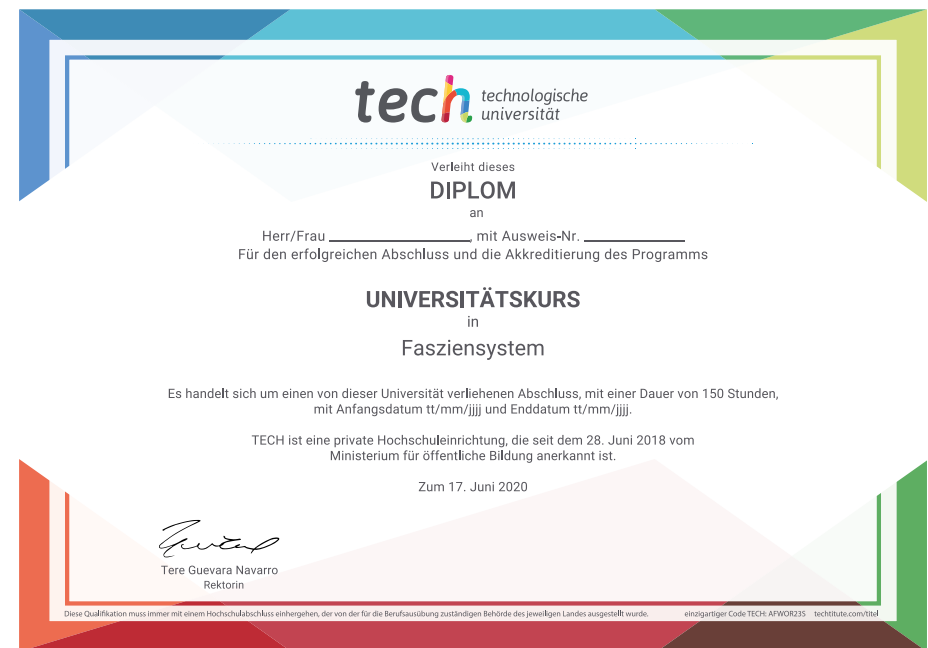 tech technologische
universität
Verleiht dieses
DIPLOM
an
Herr/Frau ____________________, mit Ausweis-Nr. ______________
Für den erfolgreichen Abschluss und die Akkreditierung des Programms
UNIVERSITÄTSKURS
in
Fasziensystem
Es handelt sich um einen von dieser Universität verliehenen Abschluss, mit einer Dauer von 150 Stunden,
mit Anfangsdatum tt/mm/jjjj und Enddatum tt/mm/jjjj.
TECH ist eine private Hochschuleinrichtung, die seit dem 28. Juni 2018 vom
Ministerium für öffentliche Bildung anerkannt ist.
Zum 17. Juni 2020
Tere Guevara Navarro
Rektorin
Diese Qualifikation muss immer mit einem Hochschulabschluss einhergehen, der von der für die Berufsausübung zuständigen Behörde des jeweiligen Landes ausgestellt wurde. einzigartiger Code TECH: AFWOR23S techtitute.com/titel